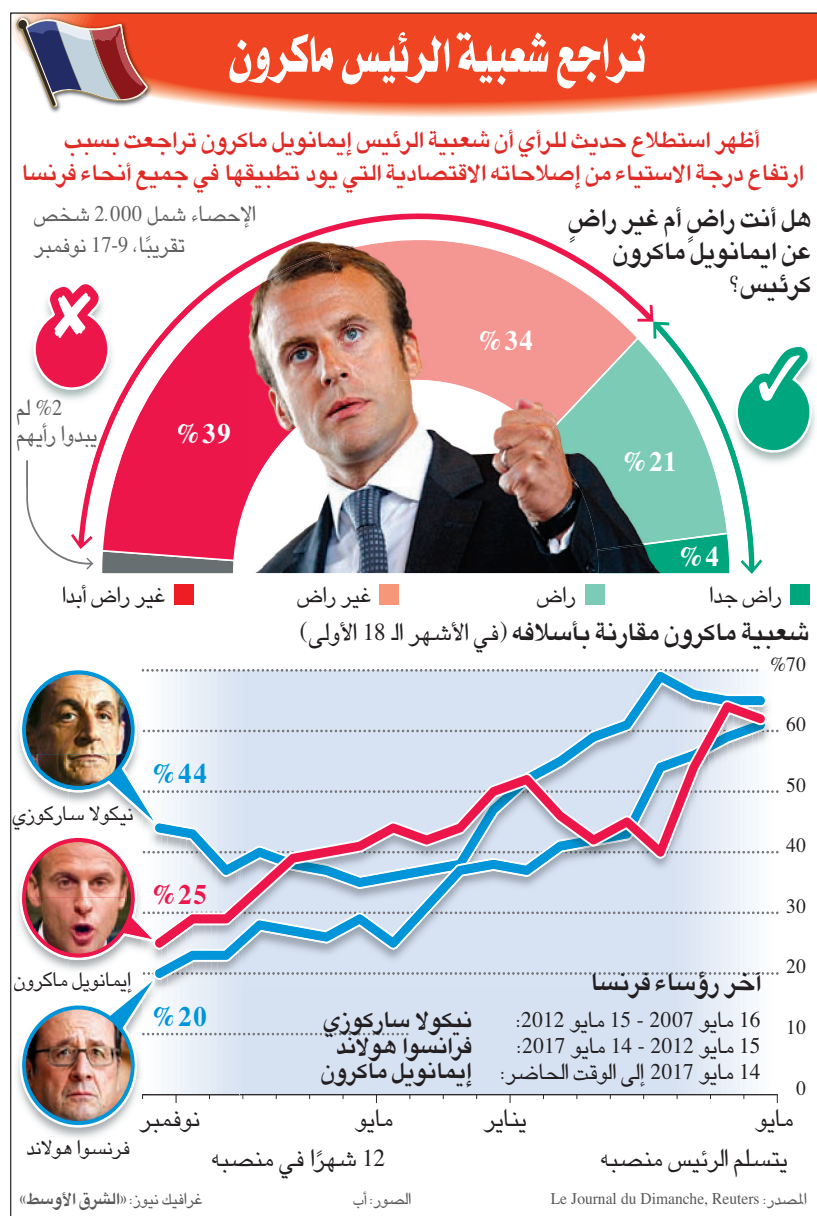 تراجع شعبية الرئيس ماكرون
أظهر استطلاع حديث للرأي أن شعبية الرئيس إيمانويل ماكرون تراجعت بسبب
ارتفاع درجة الاستياء من إصلاحاته الاقتصادية التي يود تطبيقها في جميع أنحاء فرنسا
هل أنت راضٍ أم غير راضٍ
عن ايمانويل ماكرون
كرئيس؟
الإحصاء شمل 2.000 شخص
تقريبًا، 9-17 نوفمبر
%34
%39
%21
%4
%2 لم
يبدوا رأيهم
راض جدا
راض
غير راض
غير راض أبدا
شعبية ماكرون مقارنة بأسلافه (في الأشهر الـ 18 الأولى)
%70
60
50
40
30
20
10
0
%44
نيكولا ساركوزي
%25
إيمانويل ماكرون
%20
فرنسوا هولاند
آخر رؤساء فرنسا
16 مايو 2007 - 15 مايو 2012: نيكولا ساركوزي
15 مايو 2012 - 14 مايو 2017: فرانسوا هولاند
14 مايو 2017 إلى الوقت الحاضر: إيمانويل ماكرون
مايو
يناير
مايو
نوفمبر
يتسلم الرئيس منصبه
12 شهرًا في منصبه
المصدر: Le Journal du Dimanche, Reuters
الصور: أب
غرافيك نيوز: «الشرق الأوسط»